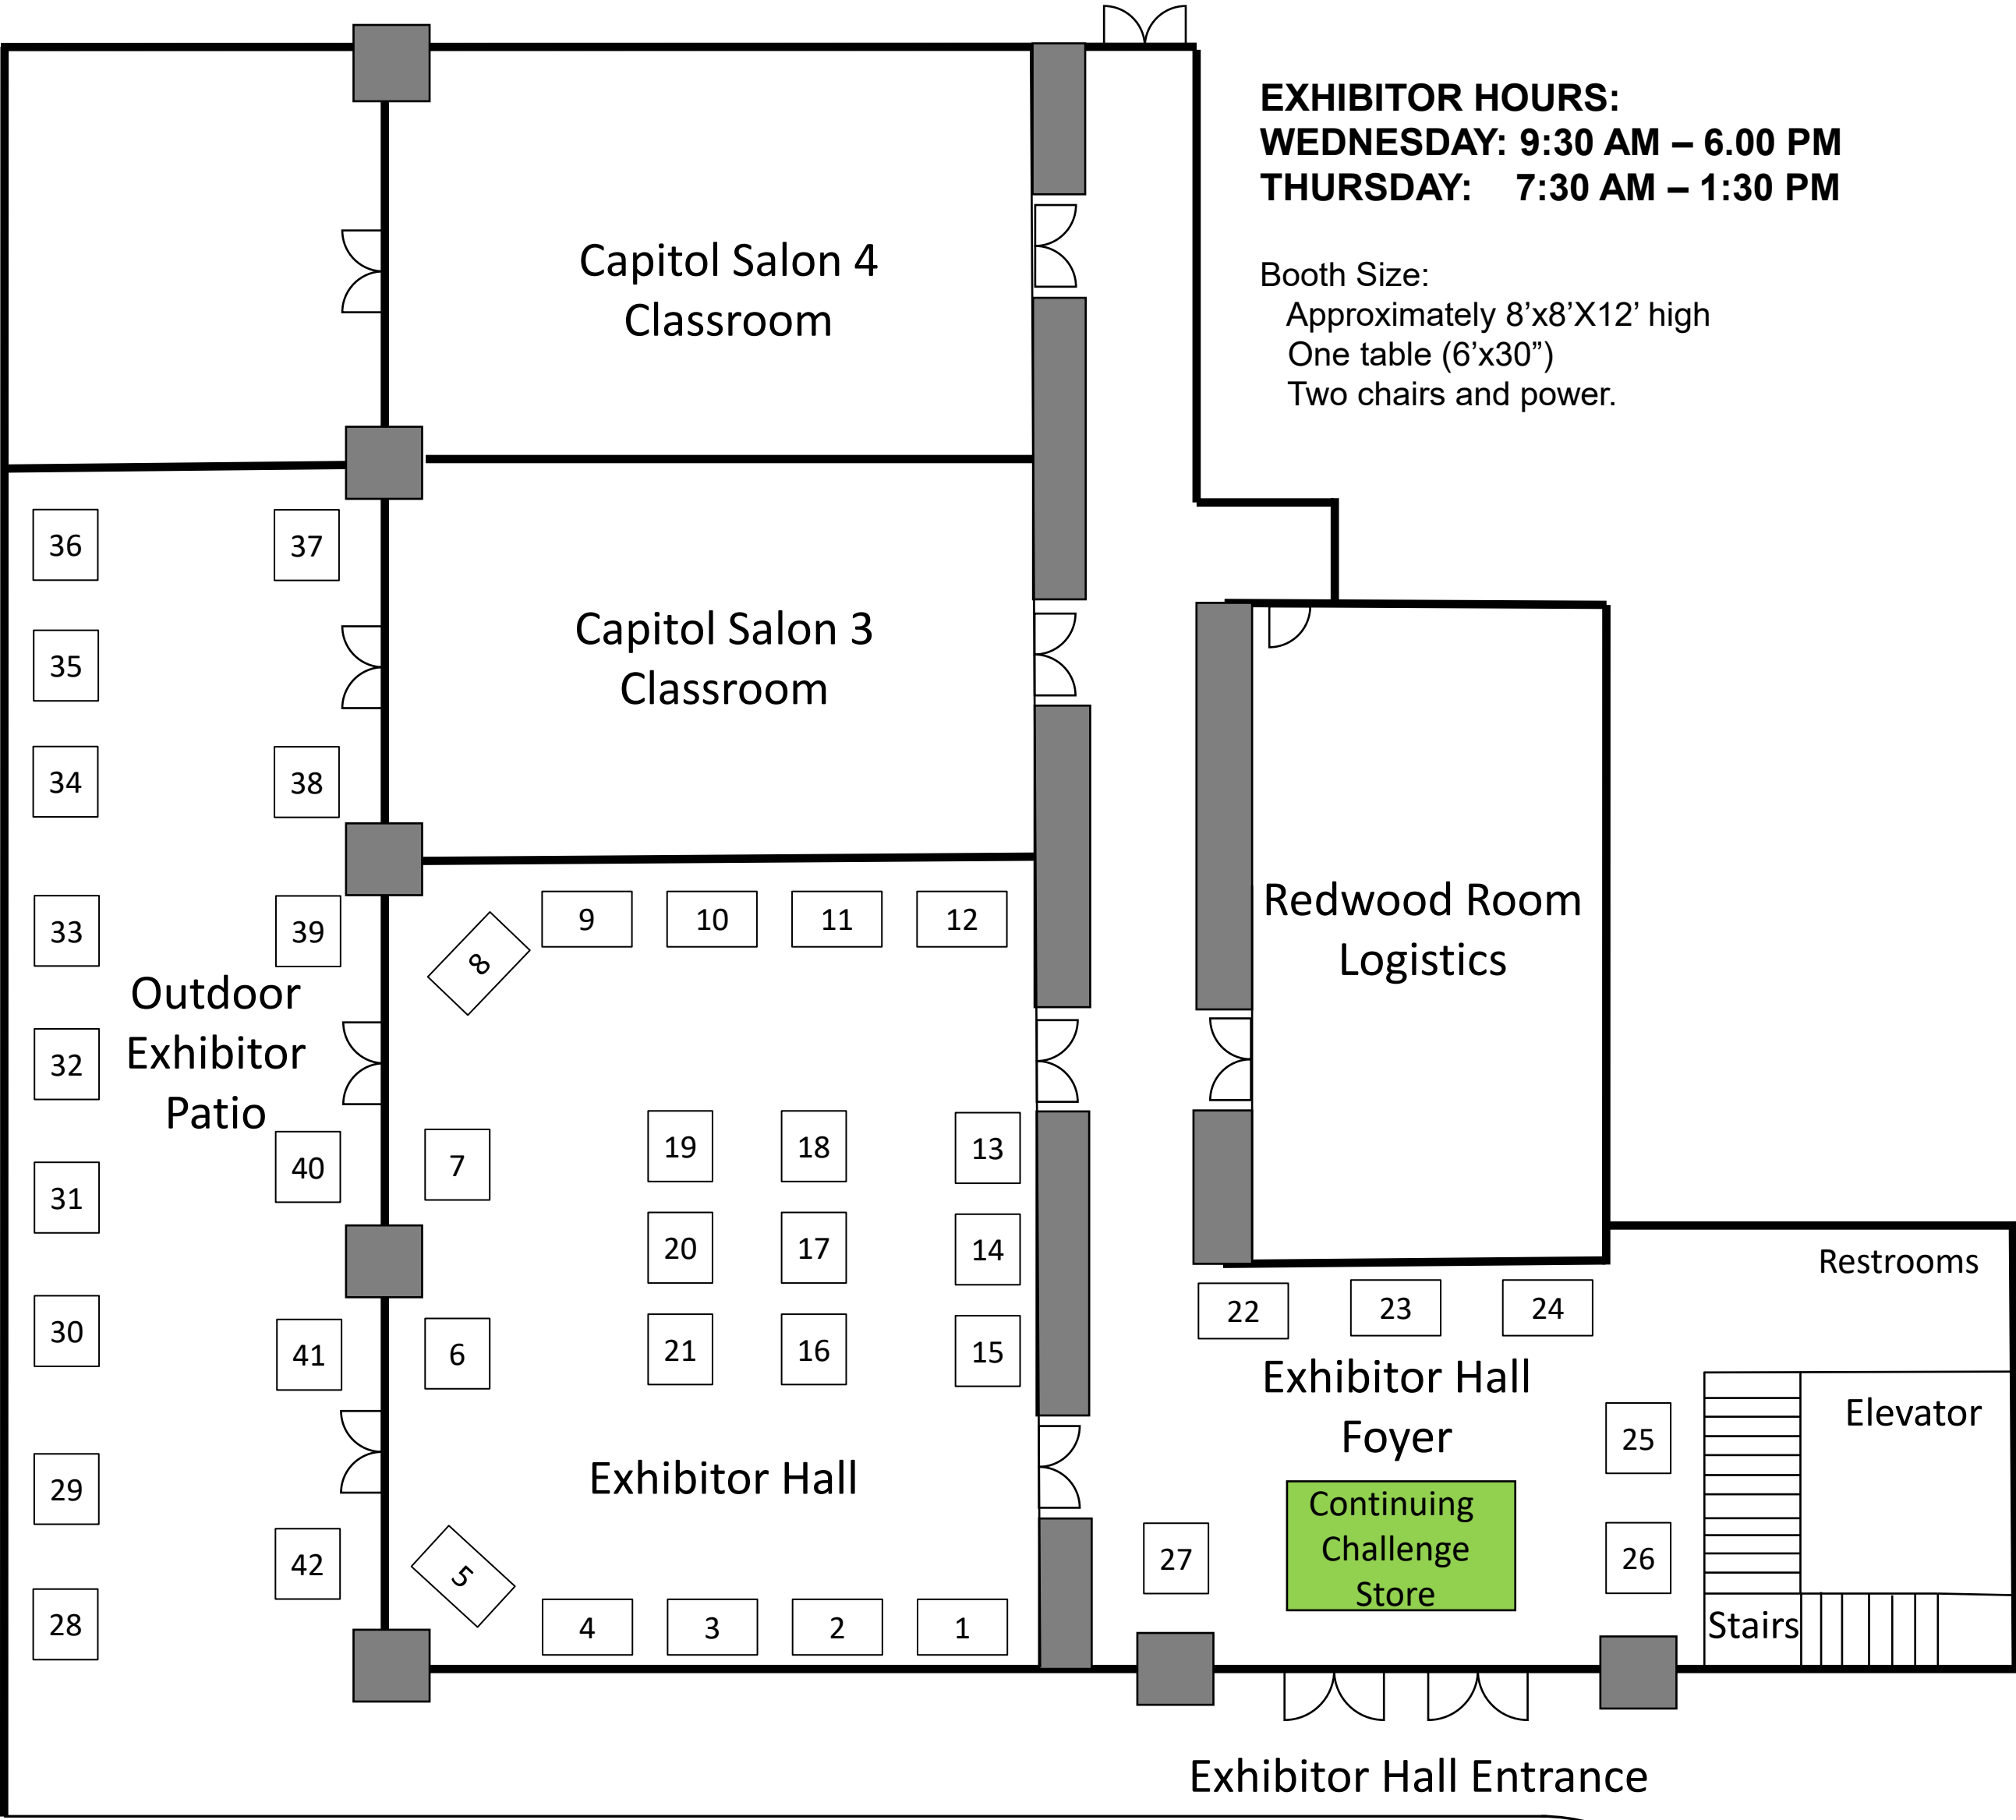 EXHIBITOR HOURS:
WEDNESDAY: 9:30 AM – 6.00 PM
THURSDAY: 7:30 AM – 1:30 PM
Booth Size:
Approximately 8’x8’X12’ high
One table (6’x30”)
Two chairs and power.
Capitol Salon 4
Classroom
36
37
35
Capitol Salon 3
Classroom
34
38
33
39
Outdoor
Exhibitor
Patio
32
31
40
30
41
29
42
28
8
9
10
11
12
7
19
18
13
20
17
14
6
21
16
15
Exhibitor Hall
5
4
3
2
1
Redwood Room
Logistics
22
23
24
Exhibitor Hall
Foyer
25
Continuing
Challenge
Store
27
26
Restrooms
Elevator
Stairs
Exhibitor Hall Entrance